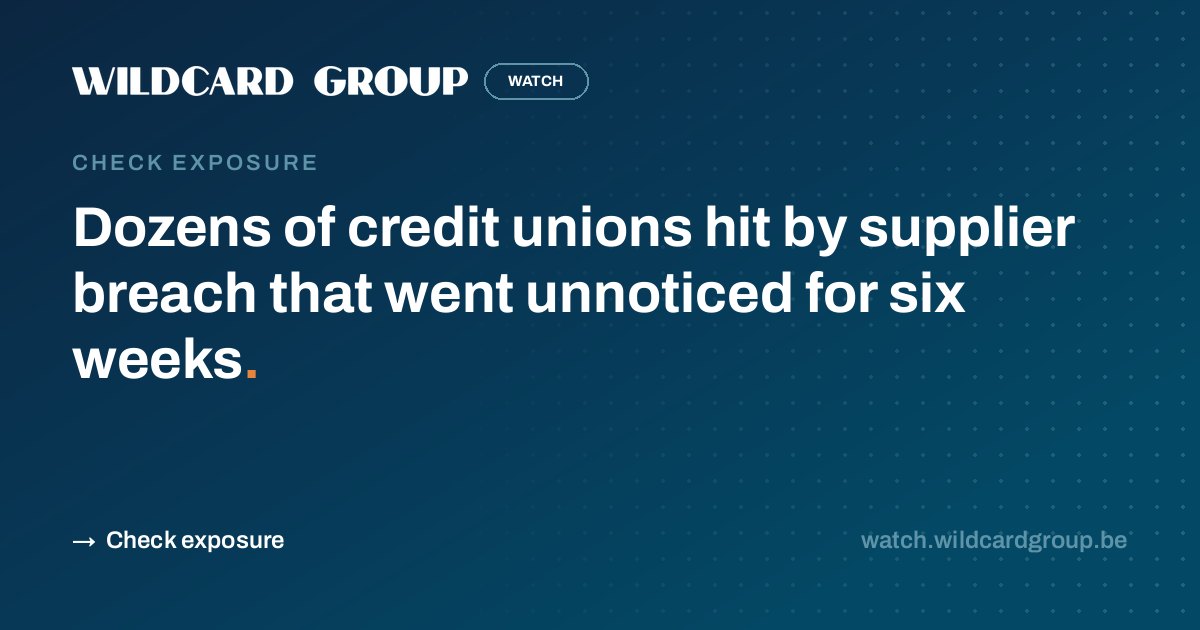 WILDCARD GROUP WATCH
CHECK EXPOSURE
Dozens of credit unions hit by supplier
breach that went unnoticed for six
weeks.
→ Check exposure
watch.wildcardgroup.be